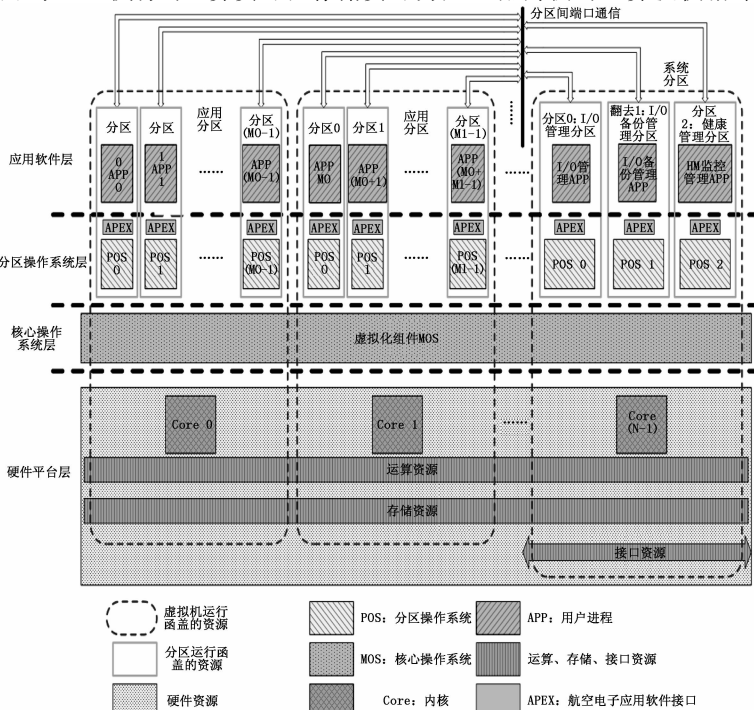 分区间端口通信
系统
分区
应用
分区
应用
分区
分区
分区
分区
(MO-1)
分区0
分区1
分区
(M1-1)
分区0：I/O
管理分区
翻去1：I/O
备份管
理分区
分区
2：健康
管理分区
应用软件层
0
APP
0
1
APP
1
......
APP
(MO-1)
APP
MO
APP
(MO+1)
......
APP
(MO+
M1-1)
......
I/O管
理APP
I/O备
份管理
APP
HM监控
管理APP
APEX
APEX
APEX
APEX
APEX
APEX
APEX
APEX
APEX
分区操作系统层
POS
0
POS
1
......
POS
(MO-1)
POS
0
POS
1
......
POS
(M1-1)
......
POS 0
POS 1
POS 2
核心操作
系统层
虚拟化组件MOS
硬件平台层
Core 0
Core 1
......
Core
(N-1)
运算资源
存储资源
接口资源
虚拟机运行
函盖的资源
POS：分区操作系统
APP：用户进程
分区运行函
盖的资源
MOS：核心操作系统
运算、存储、接口资源
硬件资源
Core：内核
APEX：航空电子应用软件接口